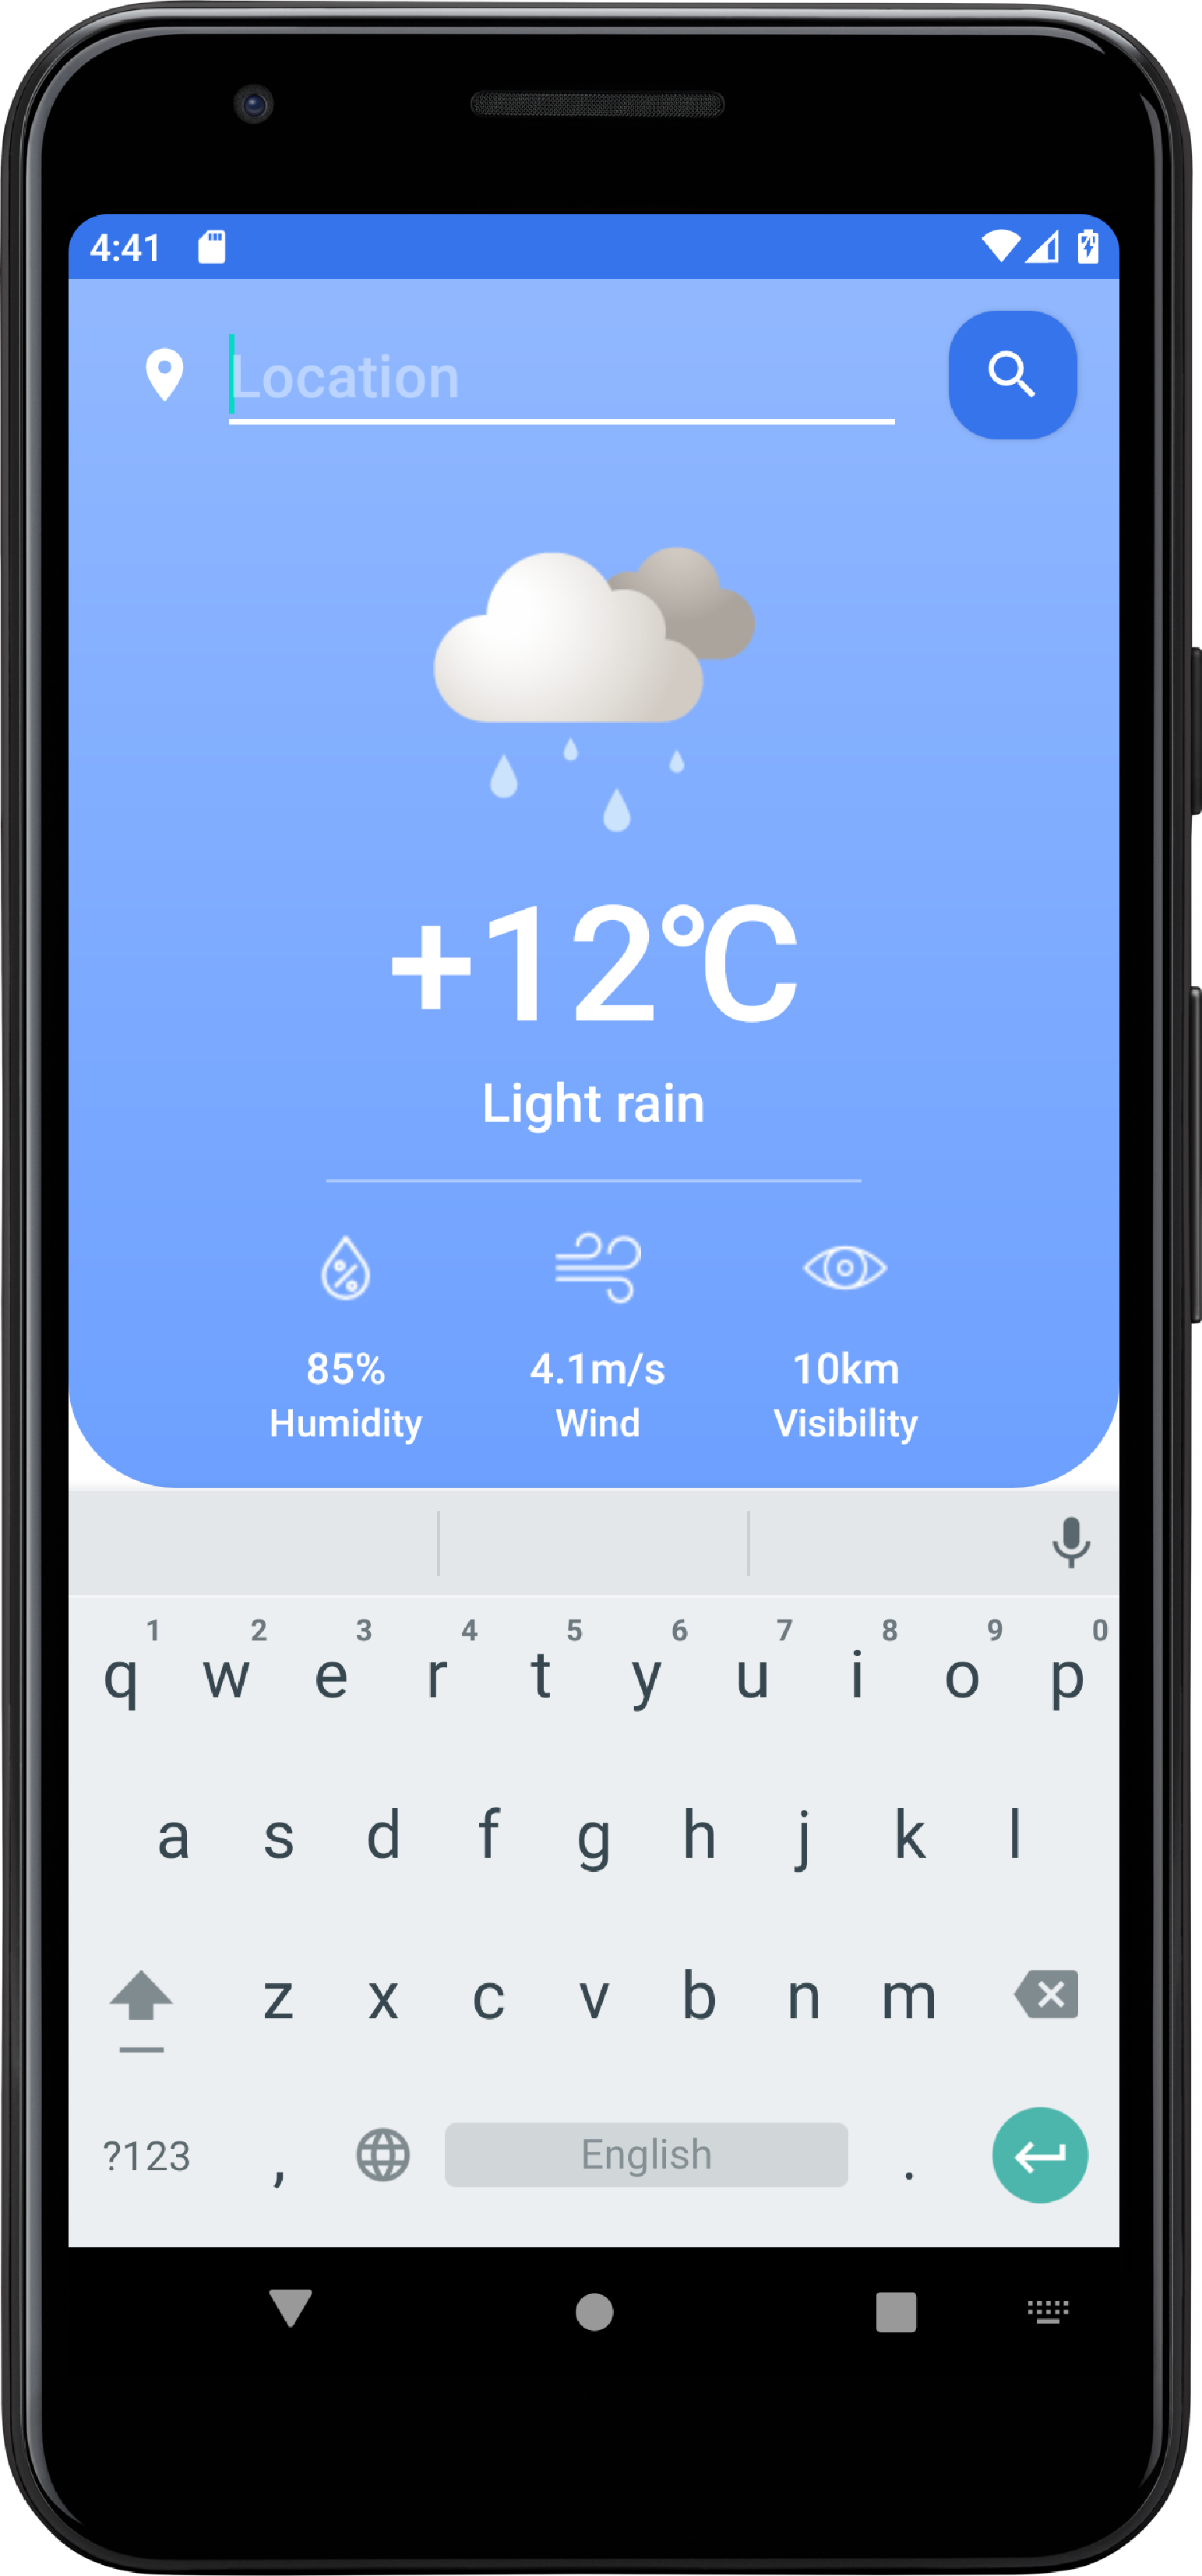 4:41
Location
+12°C
Light rain
85% 4.1m/s 10km
Humidity Wind Visibility
1 2 3 4 5 6 7 8 9 0
q w e r t y u i o p
a s d f g h j k l
z x c v b n m
?123 , English .